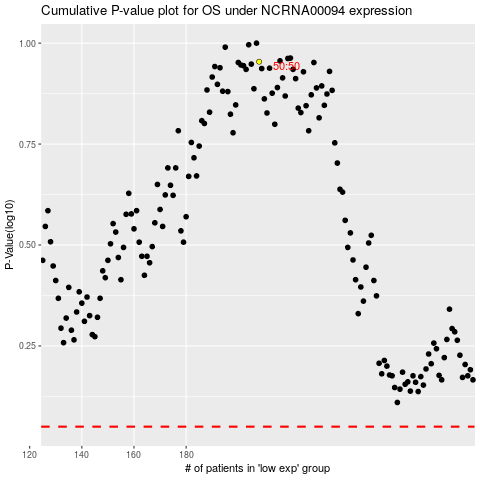 Cumulative P-value plot for OS under NCRNA00094 expression
1.00
50:50
0.75
P-Value(log10)
0.50
0.25
120 140 160 180
# of patients in 'low exp' group